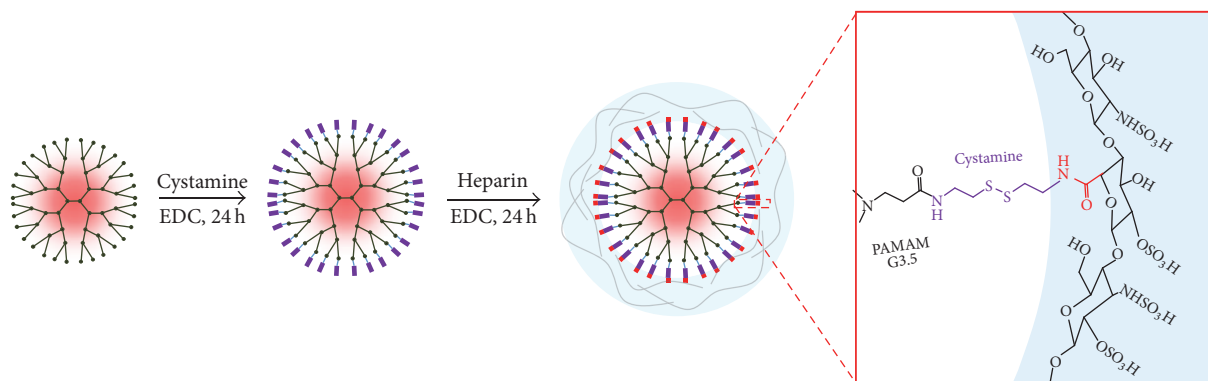 Cystamine
EDC, 24 h
Heparin
EDC, 24 h
O
HO
OH
O
O
NHSO3H
Cystamine
H
N
O
O
S
S
N
H
N
O
O
OH
O
PAMAM
G3.5
HO
O
OSO3H
O
NHSO3H
O
OSO3H
O